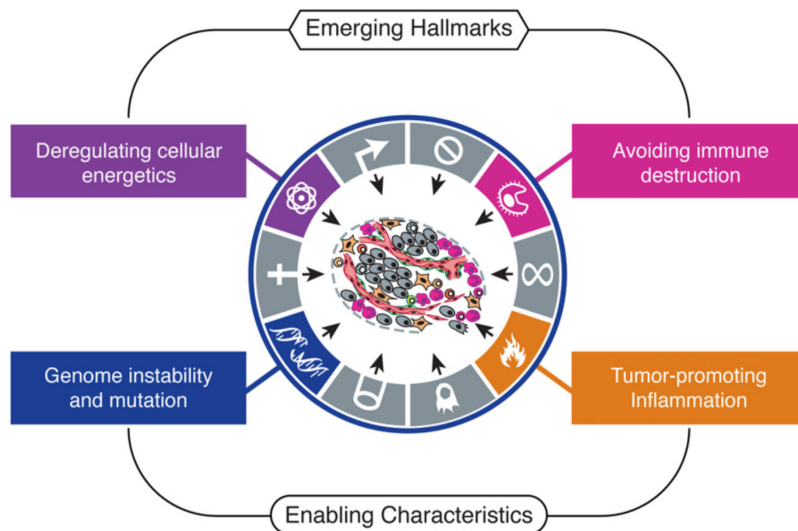 Emerging Hallmarks
Deregulating cellular
energetics
Avoiding immune
destruction
Genome instability
and mutation
Tumor-promoting
Inflammation
Enabling Characteristics